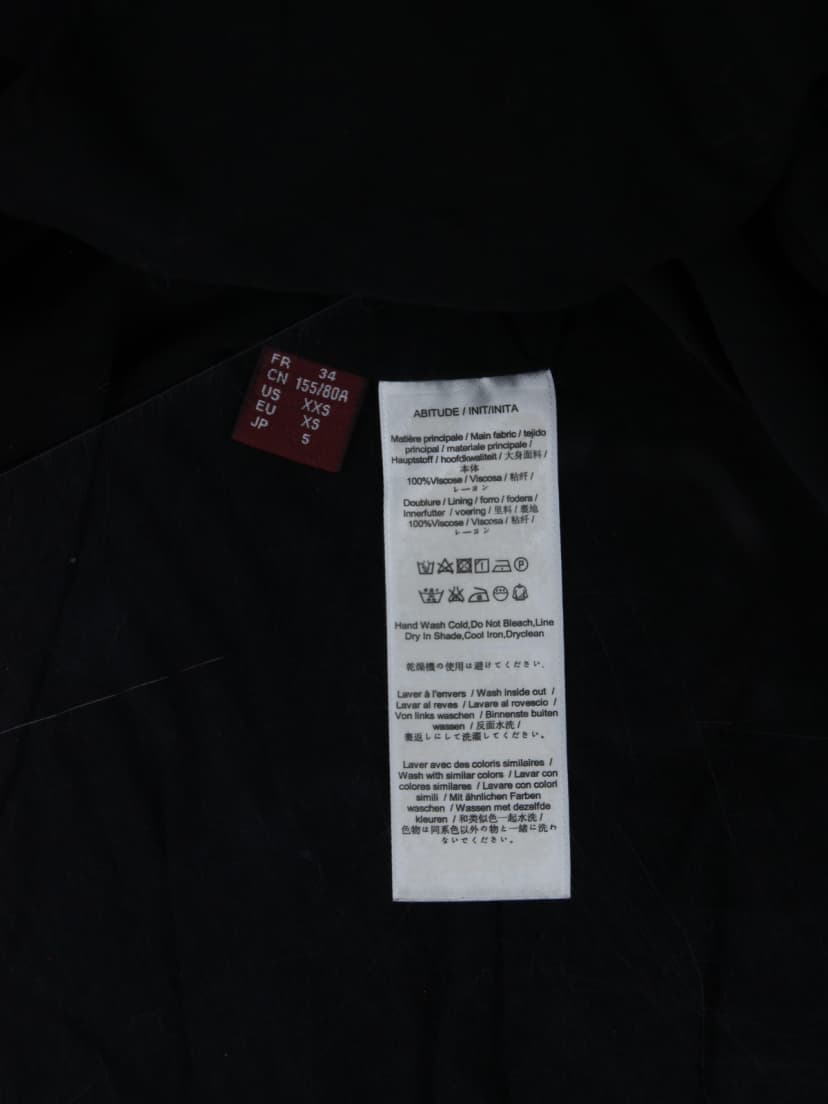 FR 34
CN 155/80A
US XXS
EU XS
JP 5
ABITUDE / INIT/INITA
Matière principale / Main fabric / tejido
principal / materiale principale /
Hauptstoff / hoofdkwaliteit / 大身面料 /
本体
100%Viscose / Viscosa / 粘纤 /
レーヨン
Doublure / Lining / forro / fodera /
Innerfutter / voering / 里料 / 裏地
100%Viscose / Viscosa / 粘纤 /
レーヨン
Hand Wash Cold,Do Not Bleach,Line
Dry In Shade,Cool Iron,Dryclean
乾燥機の使用は避けてください.
Laver à l'envers / Wash inside out /
Lavar al reves / Lavare al rovescio /
Von links waschen / Binnenste buiten
wassen / 反面水洗 /
裏返しにして洗濯してください。
Laver avec des coloris similaires /
Wash with similar colors / Lavar con
colores similares / Lavare con colori
simili / Mit ähnlichen Farben
waschen / Wassen met dezelfde
kleuren / 和类似色一起水洗 /
色物は同系色以外の物と一緒に洗わ
ないでください。